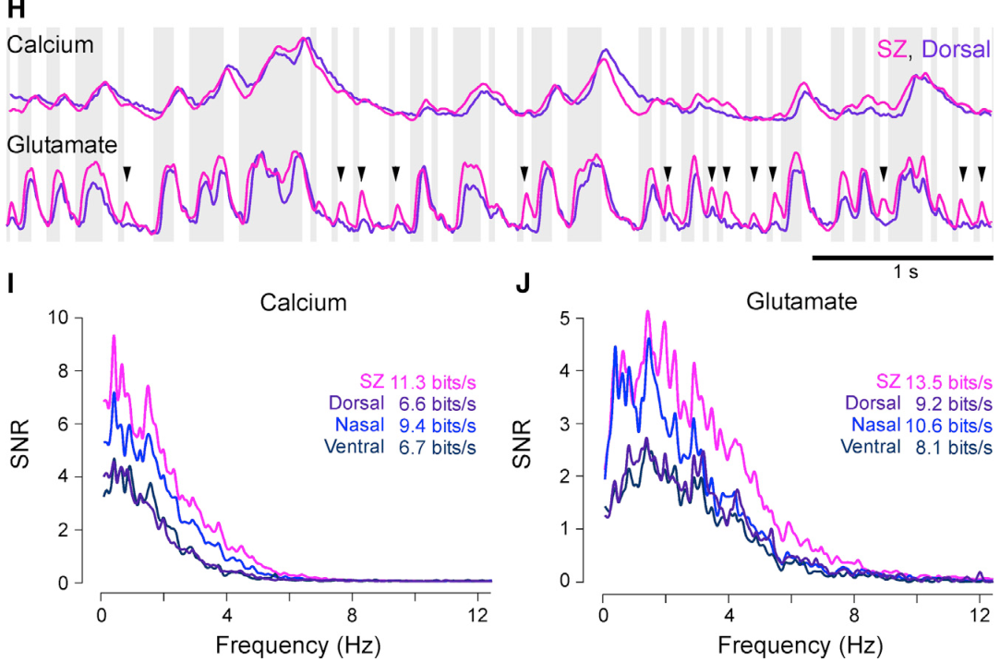 H
Calcium
SZ, Dorsal
Glutamate
1 s
I
Calcium
10
8
6
4
2
0
SNR
SZ 11.3 bits/s
Dorsal 6.6 bits/s
Nasal 9.4 bits/s
Ventral 6.7 bits/s
0 4 8 12
Frequency (Hz)
J
Glutamate
5
4
3
2
1
0
SNR
SZ 13.5 bits/s
Dorsal 9.2 bits/s
Nasal 10.6 bits/s
Ventral 8.1 bits/s
0 4 8 12
Frequency (Hz)